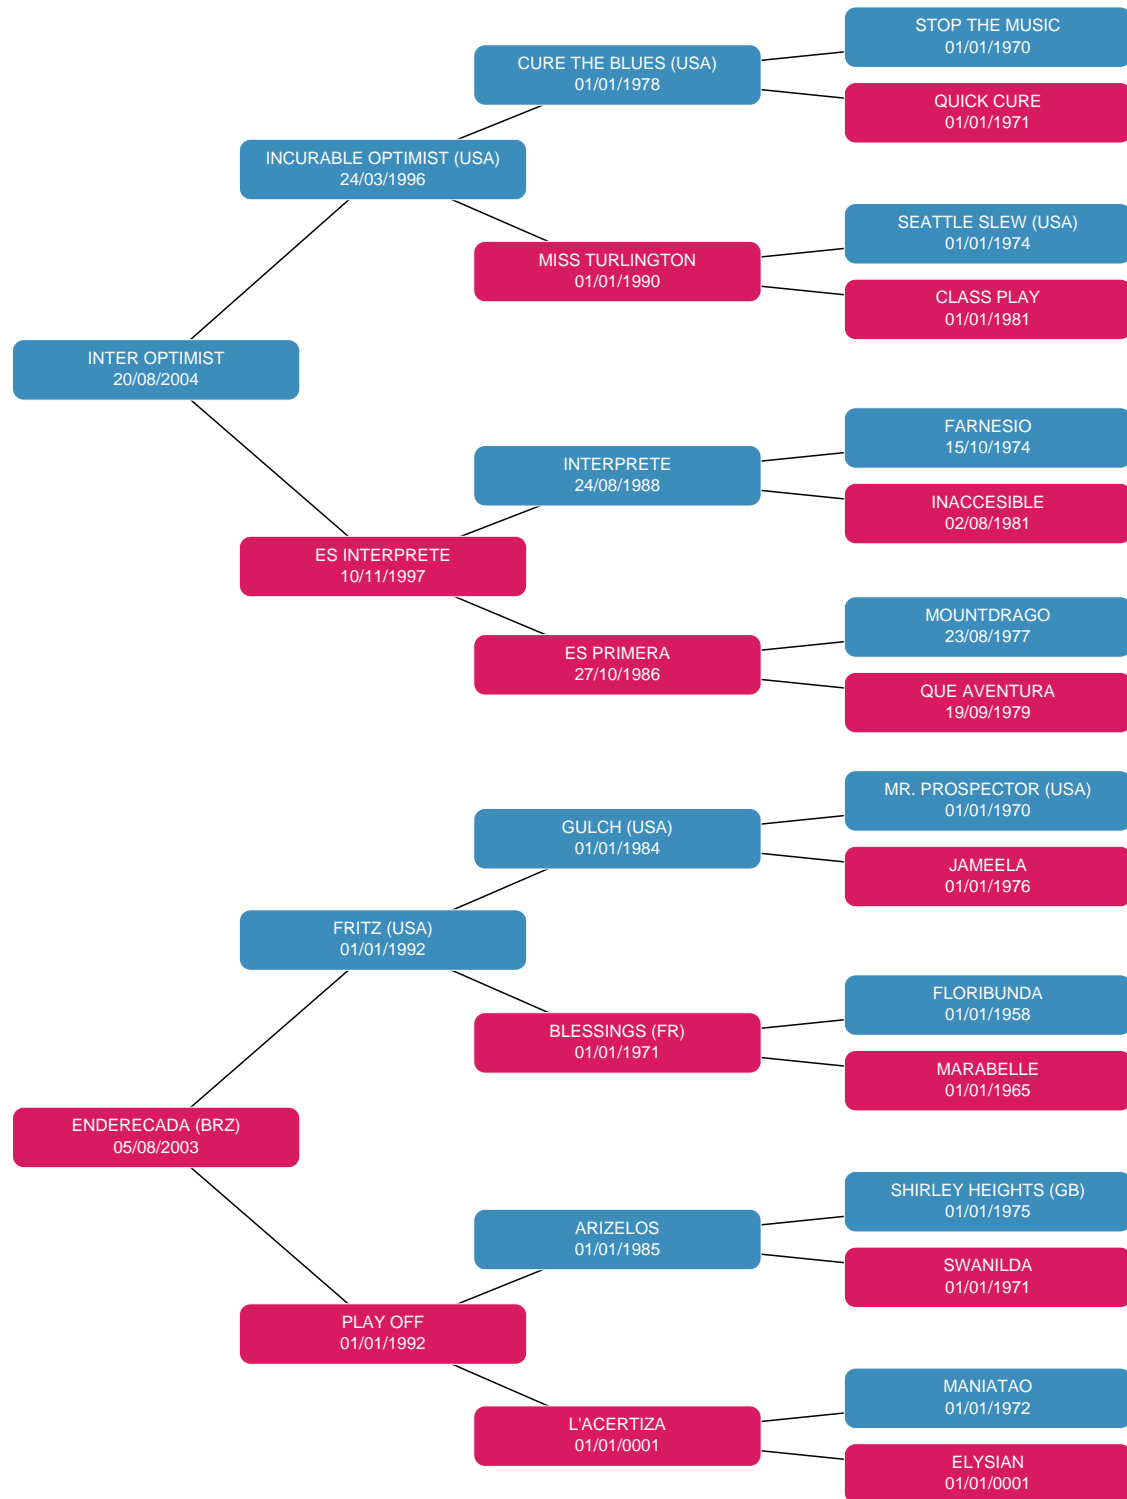 STOP THE MUSIC
01/01/1970
CURE THE BLUES (USA)
01/01/1978
QUICK CURE
01/01/1971
INCURABLE OPTIMIST (USA)
24/03/1996
SEATTLE SLEW (USA)
01/01/1974
MISS TURLINGTON
01/01/1990
CLASS PLAY
01/01/1981
INTER OPTIMIST
20/08/2004
FARNESIO
15/10/1974
INTERPRETE
24/08/1988
INACCESIBLE
02/08/1981
ES INTERPRETE
10/11/1997
MOUNTDRAGO
23/08/1977
ES PRIMERA
27/10/1986
QUE AVENTURA
19/09/1979
MR. PROSPECTOR (USA)
01/01/1970
GULCH (USA)
01/01/1984
JAMEELA
01/01/1976
FRITZ (USA)
01/01/1992
FLORIBUNDA
01/01/1958
BLESSINGS (FR)
01/01/1971
MARABELLE
01/01/1965
ENDERECADA (BRZ)
05/08/2003
SHIRLEY HEIGHTS (GB)
01/01/1975
ARIZELOS
01/01/1985
SWANILDA
01/01/1971
PLAY OFF
01/01/1992
MANIATAO
01/01/1972
L'ACERTIZA
01/01/0001
ELYSIAN
01/01/0001